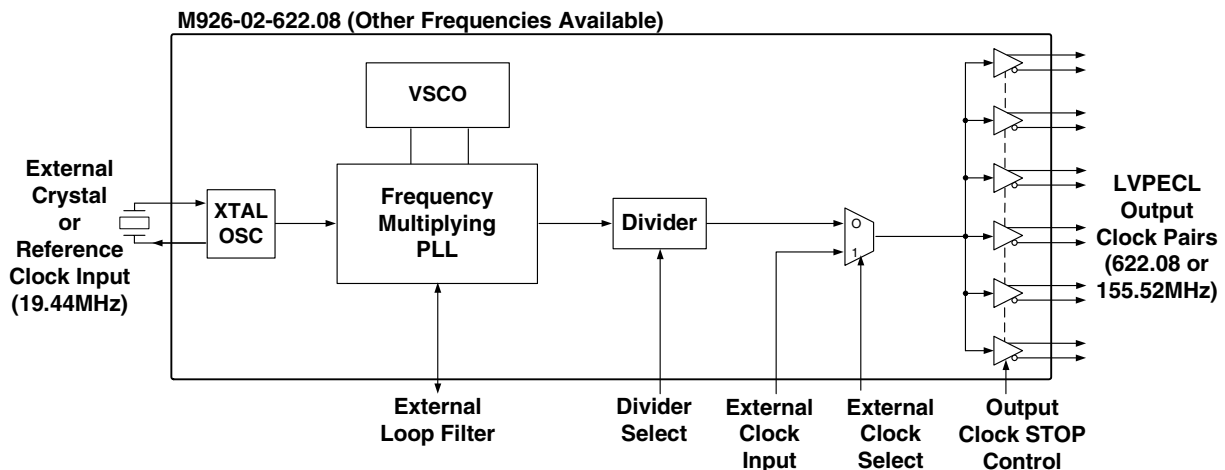 M926-02-622.08 (Other Frequencies Available)
VSCO
External
Crystal
or
Reference
Clock Input
(19.44MHz)
XTAL
OSC
Frequency
Multiplying
PLL
Divider
0
1
LVPECL
Output
Clock Pairs
(622.08 or
155.52MHz)
External
Loop Filter
Divider
Select
External
Clock
Input
External
Clock
Select
Output
Clock STOP
Control